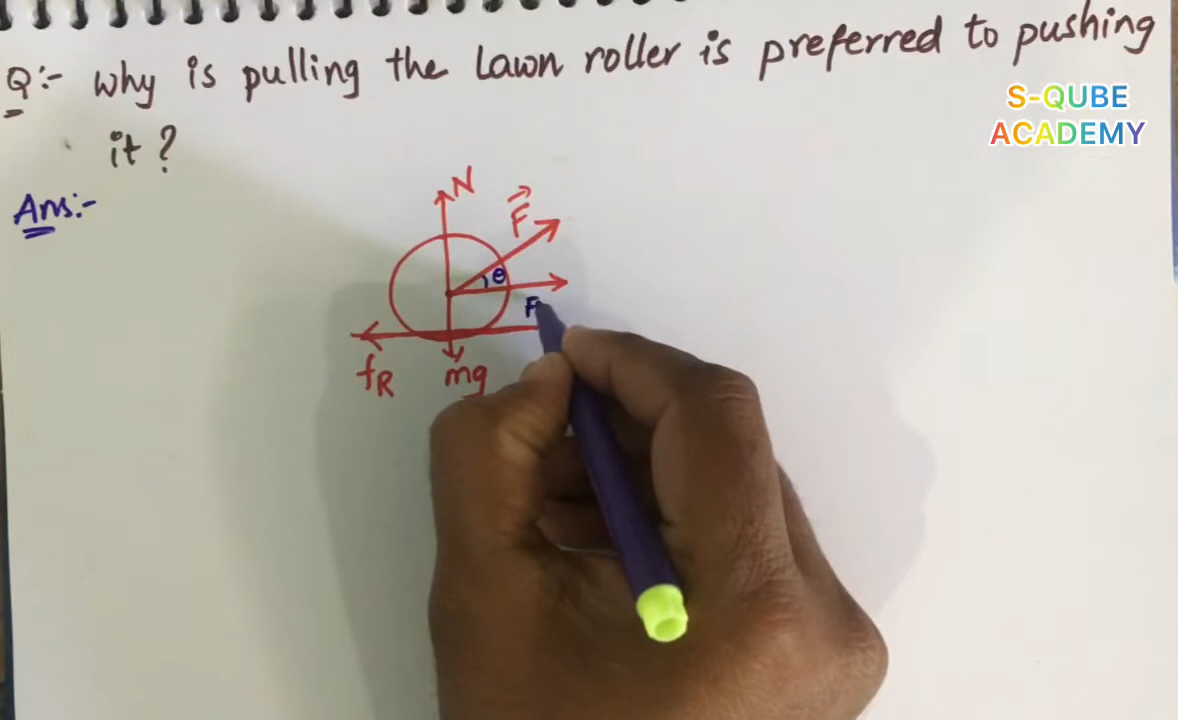 Q:- why is pulling the lawn roller is preferred to pushing
it?
S-QUBE
ACADEMY
Ans:-
N
F
θ
F
fR
mg